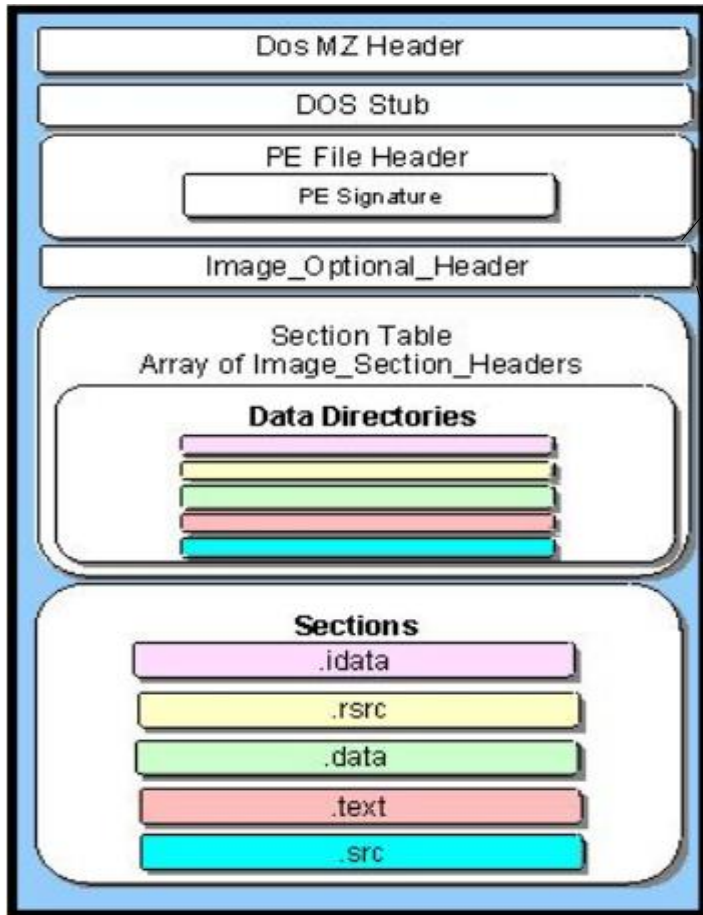 Dos MZ Header
DOS Stub
PE File Header
PE Signature
Image_Optional_Header
Section Table
Array of Image_Section_Headers
Data Directories
Sections
.idata
.rsrc
.data
.text
.src